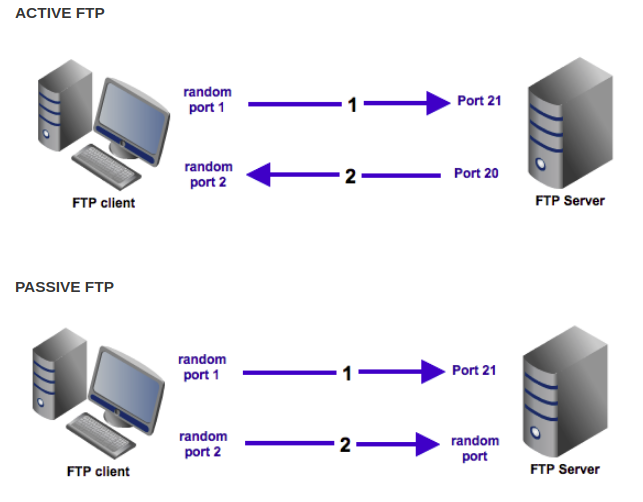 ACTIVE FTP
random
port 1
1
Port 21
random
port 2
2
Port 20
FTP client
FTP Server
PASSIVE FTP
random
port 1
1
Port 21
random
port 2
2
random
port
FTP client
FTP Server